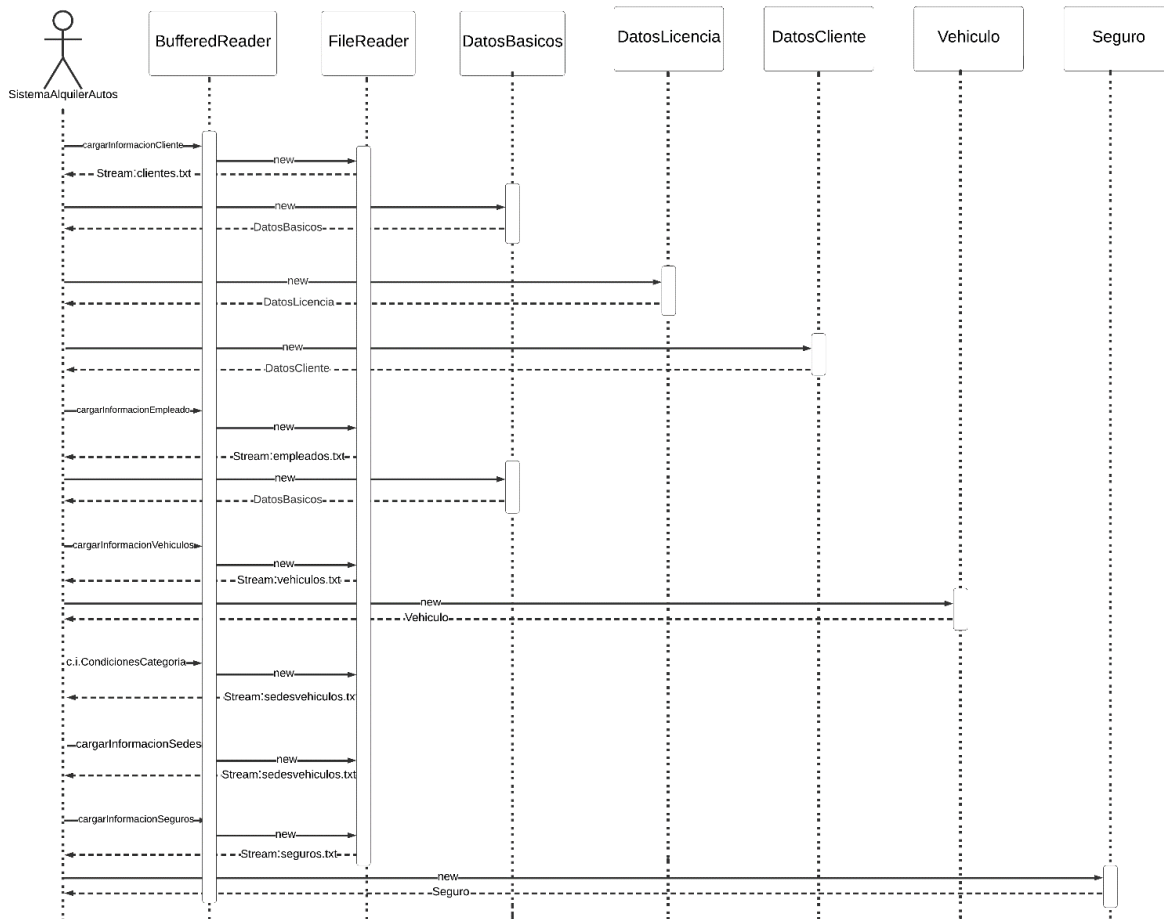 BufferedReader
FileReader
DatosBasicos
DatosLicencia
DatosCliente
Vehiculo
Seguro
SistemaAlquilerAutos
cargarInformacionCliente
new
Stream:clientes.txt
new
DatosBasicos
new
DatosLicencia
new
DatosCliente
cargarInformacionEmpleado
new
Stream:empleados.txt
new
DatosBasicos
cargarInformacionVehiculos
new
Stream:vehiculos.txt
new
Vehiculo
c.i.CondicionesCategoria
new
Stream:sedesvehiculos.txt
cargarInformacionSedes
new
Stream:sedesvehiculos.txt
cargarInformacionSeguros
new
Stream:seguros.txt
new
Seguro